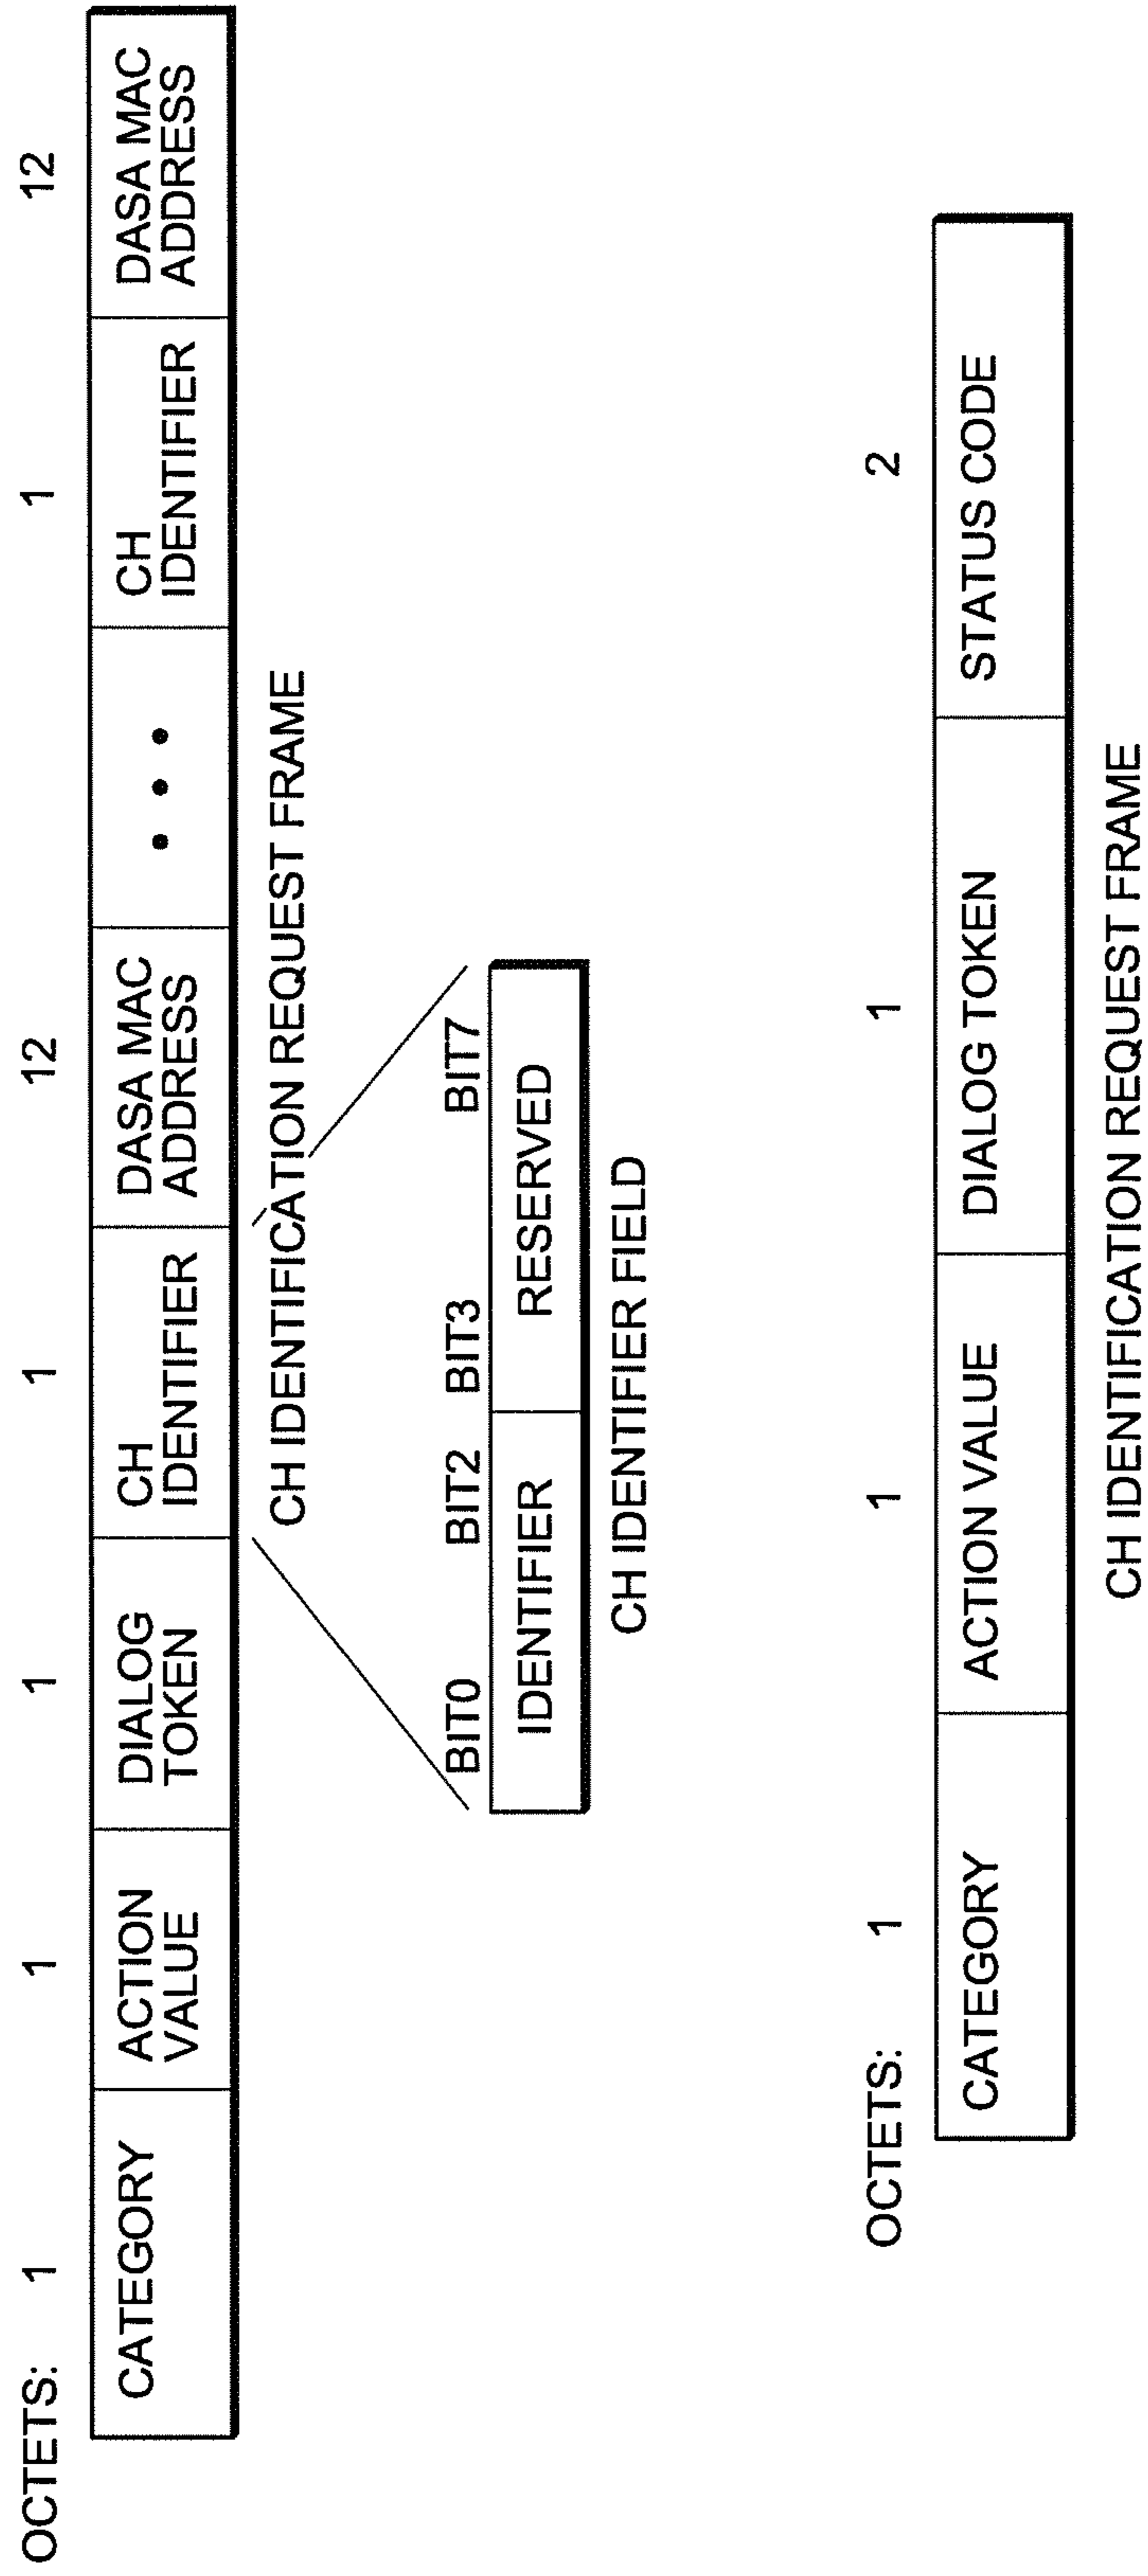 OCTETS: 1 1 1 1 12 1 12
CATEGORY ACTION VALUE DIALOG TOKEN CH IDENTIFIER DASA MAC ADDRESS • • • CH IDENTIFIER DASA MAC ADDRESS
CH IDENTIFICATION REQUEST FRAME
BIT0 BIT2 BIT3 BIT7
IDENTIFIER RESERVED
CH IDENTIFIER FIELD
OCTETS: 1 1 1 2
CATEGORY ACTION VALUE DIALOG TOKEN STATUS CODE
CH IDENTIFICATION REQUEST FRAME